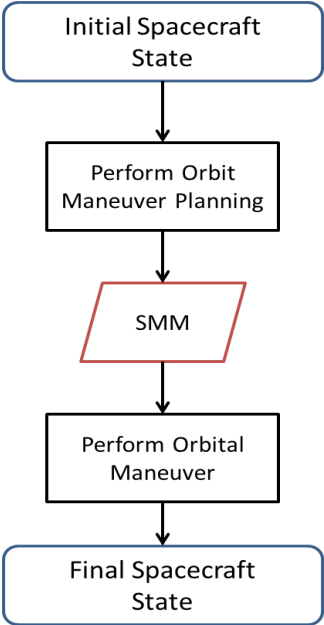 Initial Spacecraft
State
Perform Orbit
Maneuver Planning
SMM
Perform Orbital
Maneuver
Final Spacecraft
State